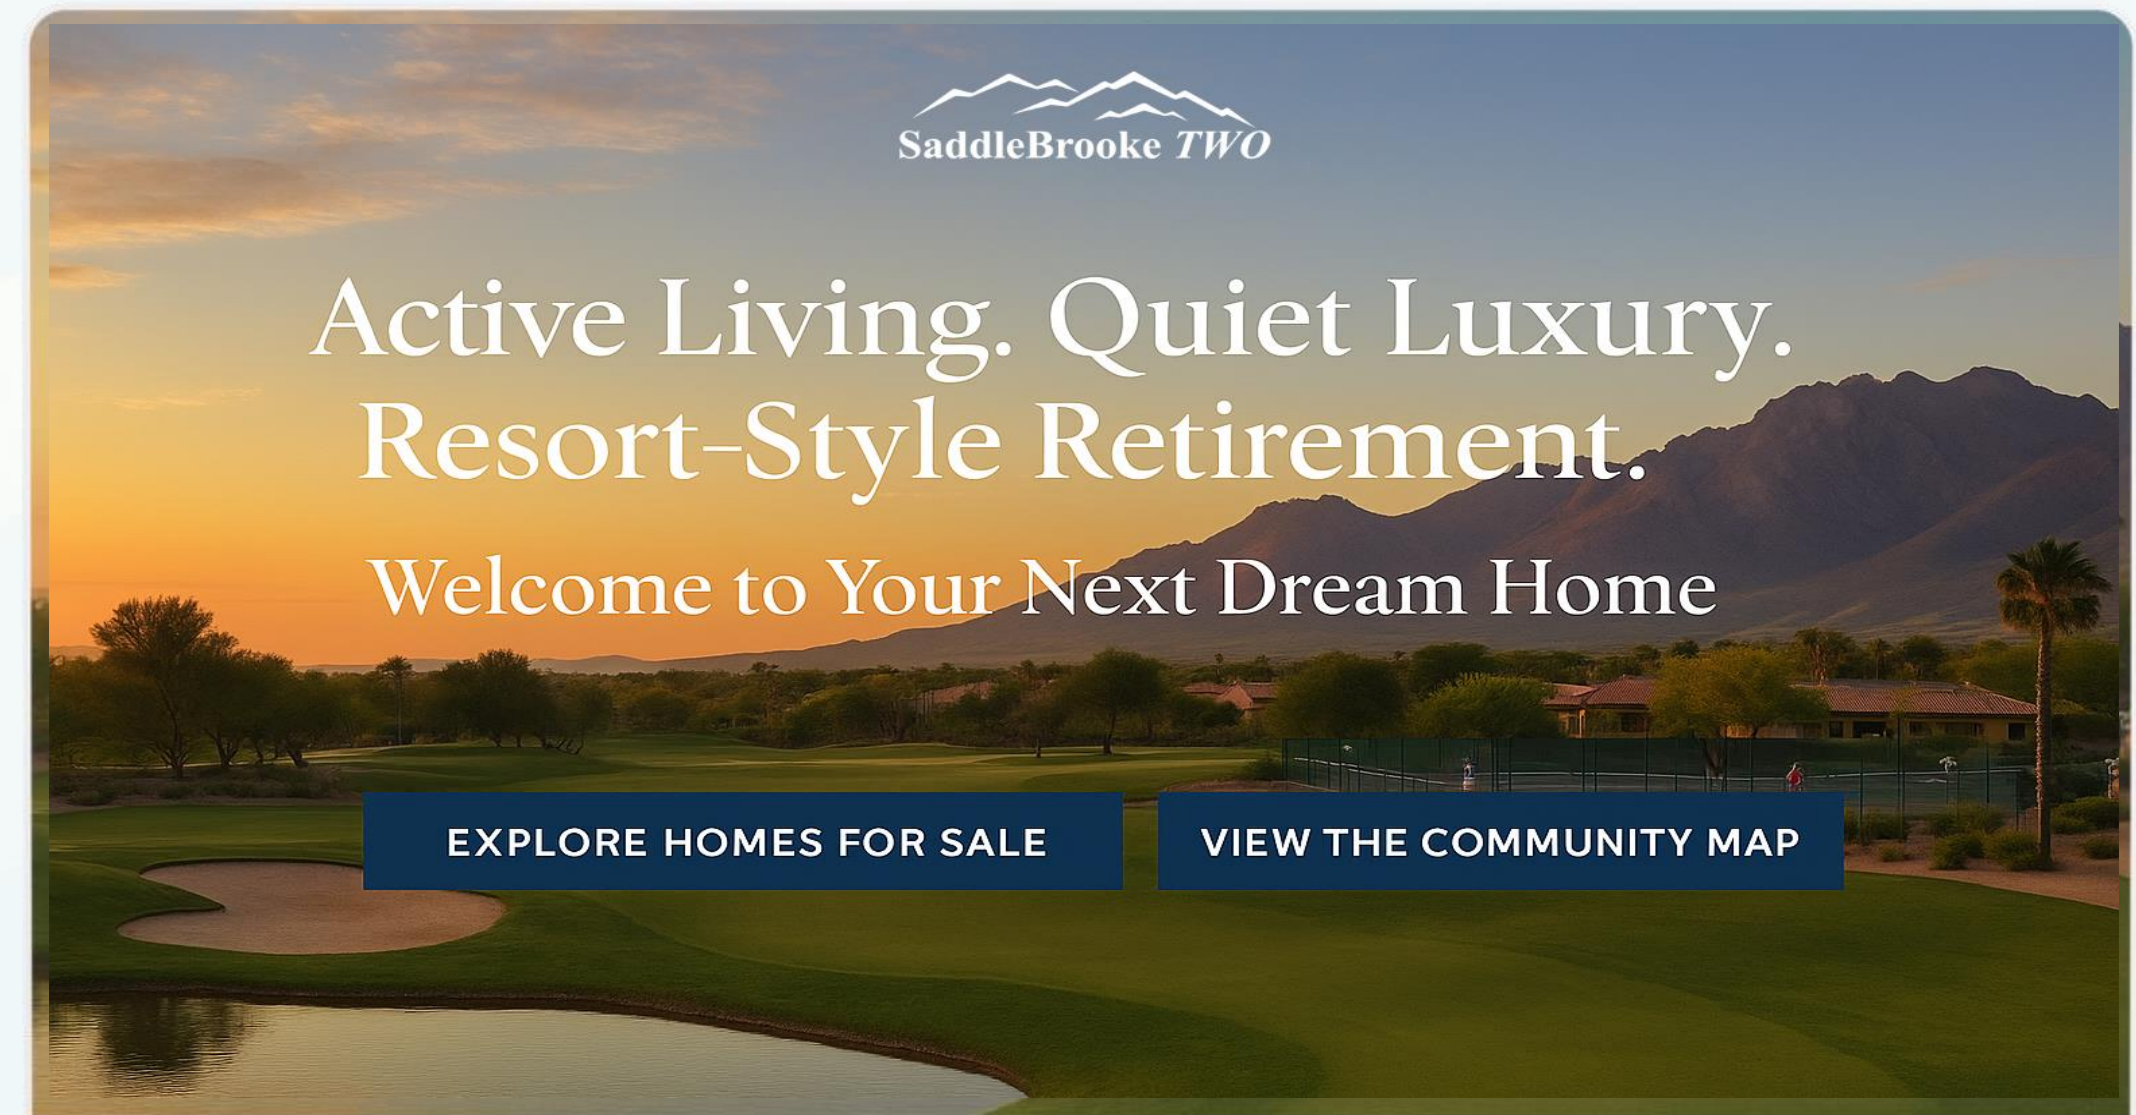 SaddleBrooke TWO
Active Living. Quiet Luxury.
Resort-Style Retirement.
Welcome to Your Next Dream Home
EXPLORE HOMES FOR SALE
VIEW THE COMMUNITY MAP